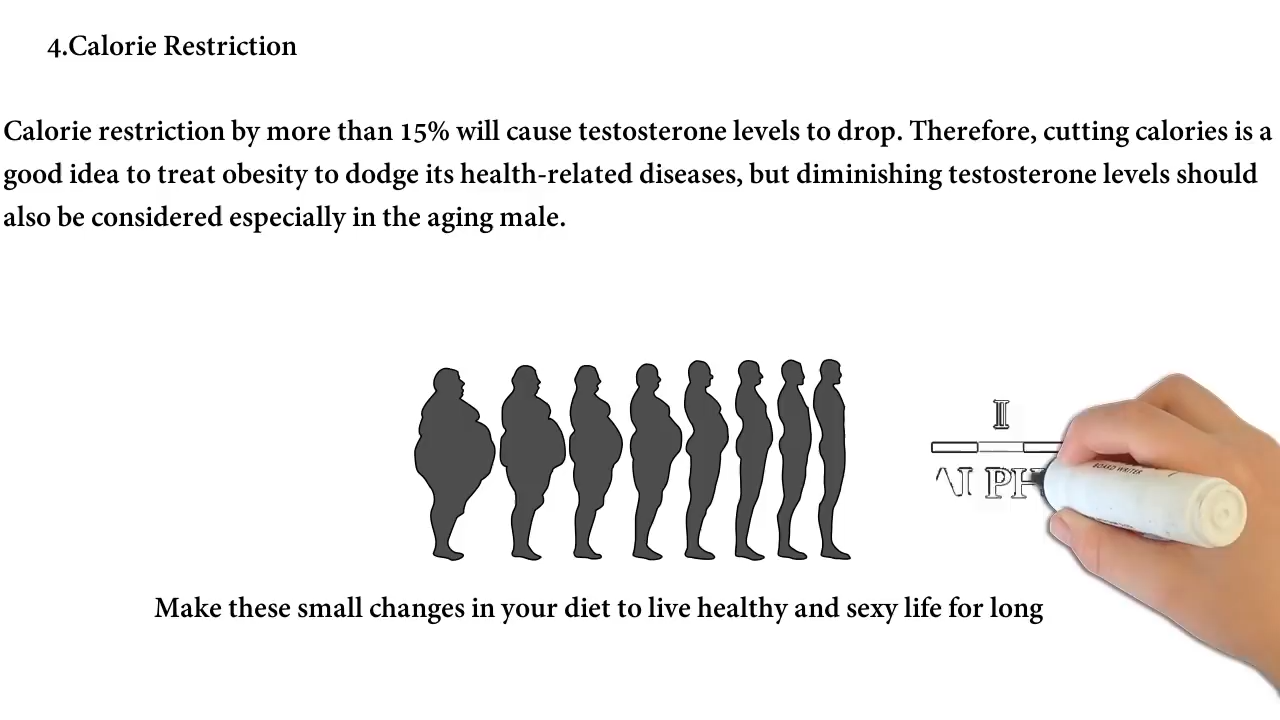 4.Calorie Restriction
Calorie restriction by more than 15% will cause testosterone levels to drop. Therefore, cutting calories is a
good idea to treat obesity to dodge its health-related diseases, but diminishing testosterone levels should
also be considered especially in the aging male.
I
BOARD WRITER
Make these small changes in your diet to live healthy and sexy life for long